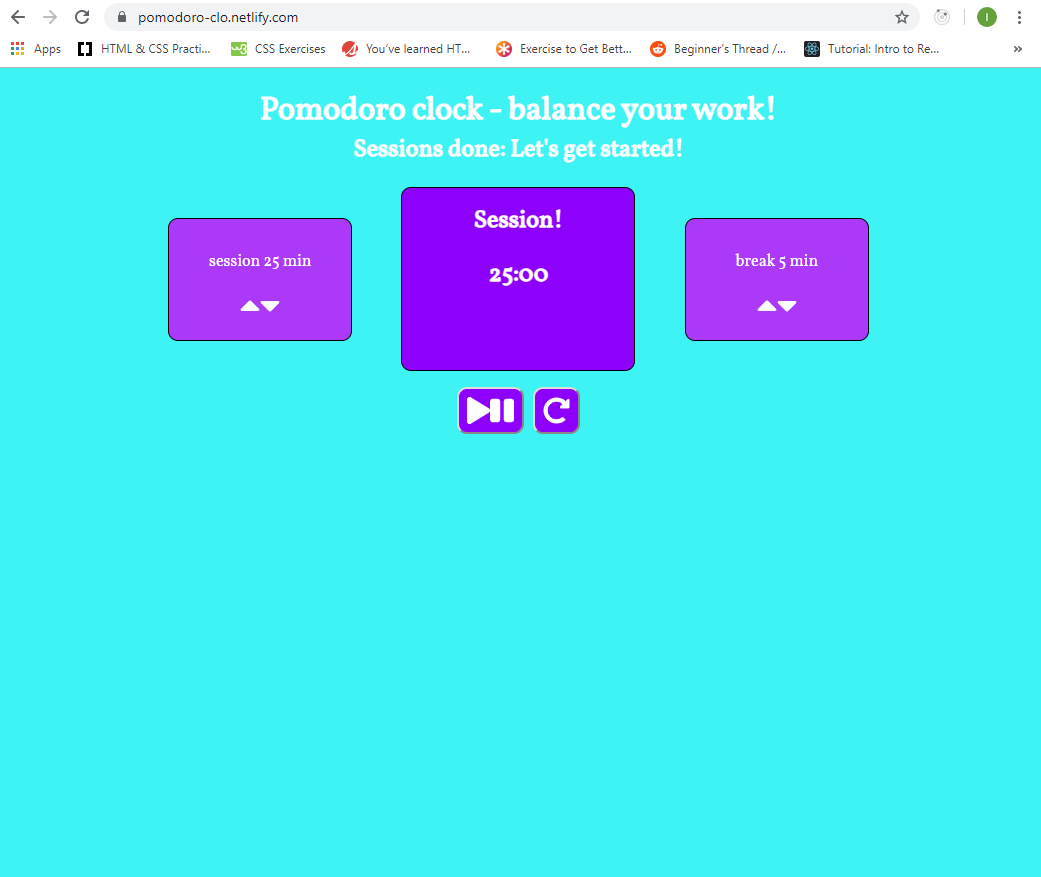 pomodoro-clo.netlify.com
I
Apps
HTML & CSS Practi...
CSS Exercises
You've learned HT...
Exercise to Get Bett...
Beginner's Thread /...
Tutorial: Intro to Re...
»
Pomodoro clock - balance your work!
Sessions done: Let's get started!
session 25 min
Session!
25:00
break 5 min